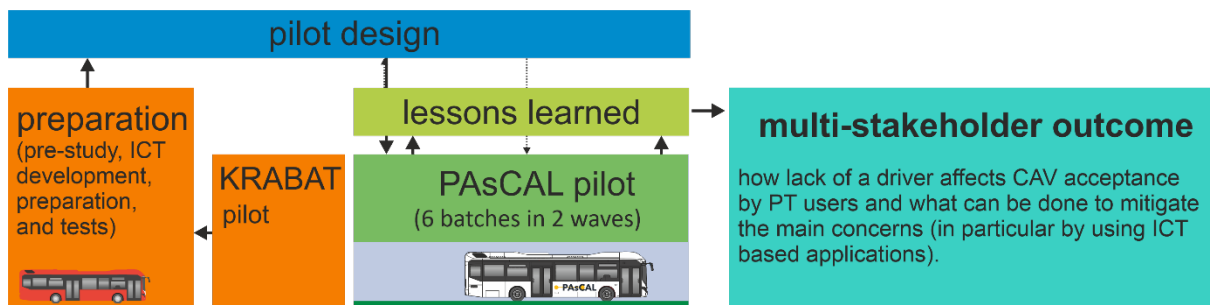 pilot design
preparation
(pre-study, ICT
development,
preparation,
and tests)
KRABAT
pilot
lessons learned
PAsCAL pilot
(6 batches in 2 waves)
PAsCAL
multi-stakeholder outcome
how lack of a driver affects CAV acceptance
by PT users and what can be done to mitigate
the main concerns (in particular by using ICT
based applications).